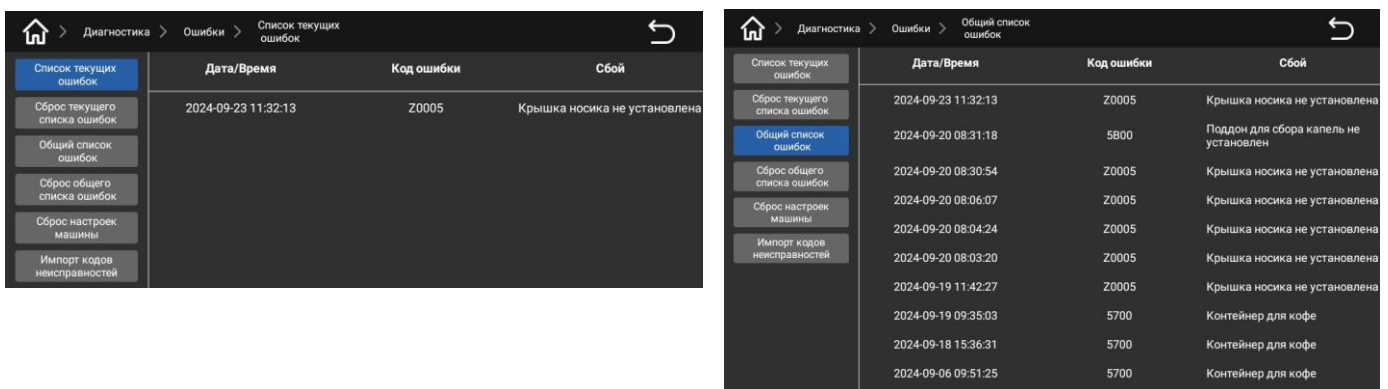 Диагностика > Ошибки > Список текущих ошибок
Список текущих ошибок
Сброс текущего списка ошибок
Общий список ошибок
Сброс общего списка ошибок
Сброс настроек машины
Импорт кодов неисправностей
Дата/Время Код ошибки Сбой
2024-09-23 11:32:13 Z0005 Крышка носика не установлена
Диагностика > Ошибки > Общий список ошибок
Список текущих ошибок
Сброс текущего списка ошибок
Общий список ошибок
Сброс общего списка ошибок
Сброс настроек машины
Импорт кодов неисправностей
Дата/Время Код ошибки Сбой
2024-09-23 11:32:13 Z0005 Крышка носика не установлена
2024-09-20 08:31:18 5B00 Поддон для сбора капель не установлен
2024-09-20 08:30:54 Z0005 Крышка носика не установлена
2024-09-20 08:06:07 Z0005 Крышка носика не установлена
2024-09-20 08:04:24 Z0005 Крышка носика не установлена
2024-09-20 08:03:20 Z0005 Крышка носика не установлена
2024-09-19 11:42:27 Z0005 Крышка носика не установлена
2024-09-19 09:35:03 5700 Контейнер для кофе
2024-09-18 15:36:31 5700 Контейнер для кофе
2024-09-06 09:51:25 5700 Контейнер для кофе